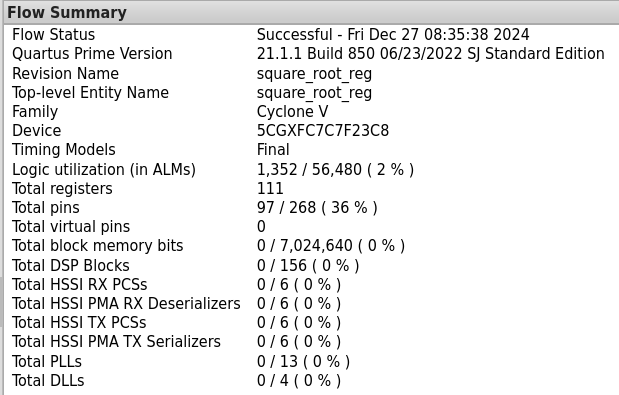 Flow Summary
Flow Status Successful - Fri Dec 27 08:35:38 2024
Quartus Prime Version 21.1.1 Build 850 06/23/2022 SJ Standard Edition
Revision Name square_root_reg
Top-level Entity Name square_root_reg
Family Cyclone V
Device 5CGXFC7C7F23C8
Timing Models Final
Logic utilization (in ALMs) 1,352 / 56,480 ( 2 % )
Total registers 111
Total pins 97 / 268 ( 36 % )
Total virtual pins 0
Total block memory bits 0 / 7,024,640 ( 0 % )
Total DSP Blocks 0 / 156 ( 0 % )
Total HSSI RX PCSs 0 / 6 ( 0 % )
Total HSSI PMA RX Deserializers 0 / 6 ( 0 % )
Total HSSI TX PCSs 0 / 6 ( 0 % )
Total HSSI PMA TX Serializers 0 / 6 ( 0 % )
Total PLLs 0 / 13 ( 0 % )
Total DLLs 0 / 4 ( 0 % )